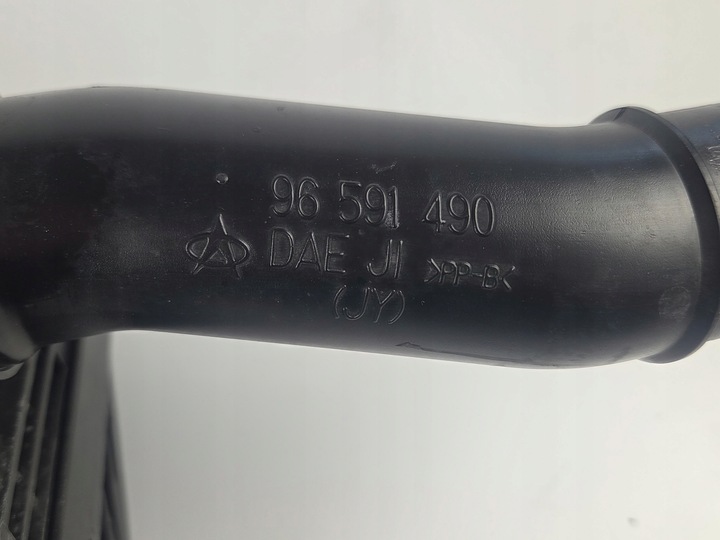 96 591 490
DAE JI >PP-B<
(JY)